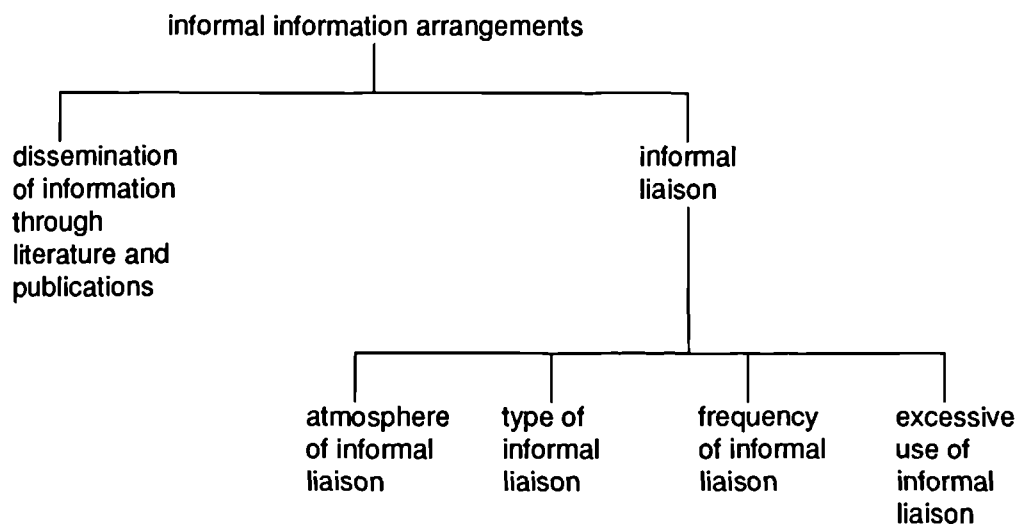 informal information arrangements
dissemination
of information
through
literature and
publications
informal
liaison
atmosphere
of informal
liaison
type of
informal
liaison
frequency
of informal
liaison
excessive
use of
informal
liaison